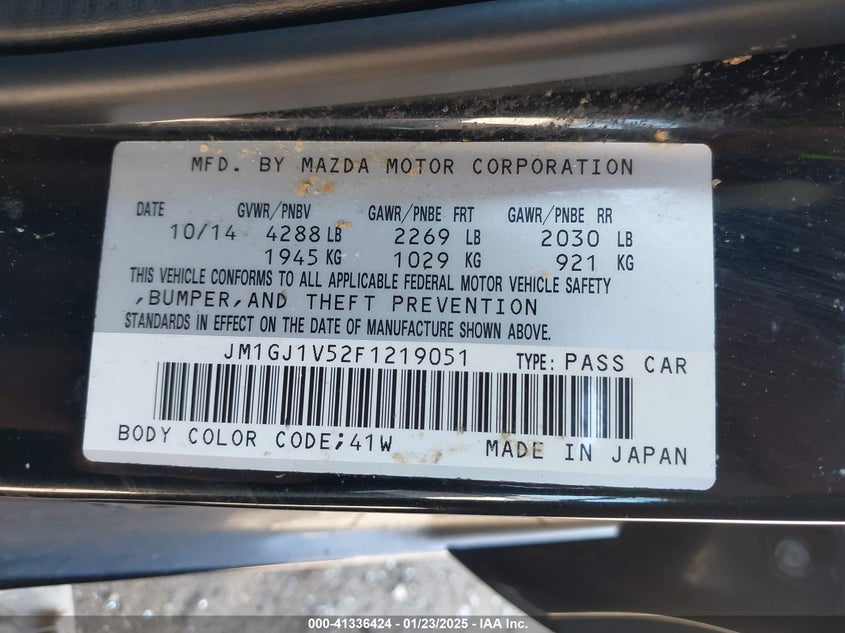 MFD. BY MAZDA MOTOR CORPORATION
DATE GVWR/PNBV GAWR/PNBE FRT GAWR/PNBE RR
10/14 4288 LB 2269 LB 2030 LB
1945 KG 1029 KG 921 KG
THIS VEHICLE CONFORMS TO ALL APPLICABLE FEDERAL MOTOR VEHICLE SAFETY
,BUMPER,AND THEFT PREVENTION
STANDARDS IN EFFECT ON THE DATE OF MANUFACTURE SHOWN ABOVE.
JM1GJ1V52F1219051 TYPE: PASS CAR
BODY COLOR CODE;41W MADE IN JAPAN
000-41336424 - 01/23/2025 - IAA Inc.